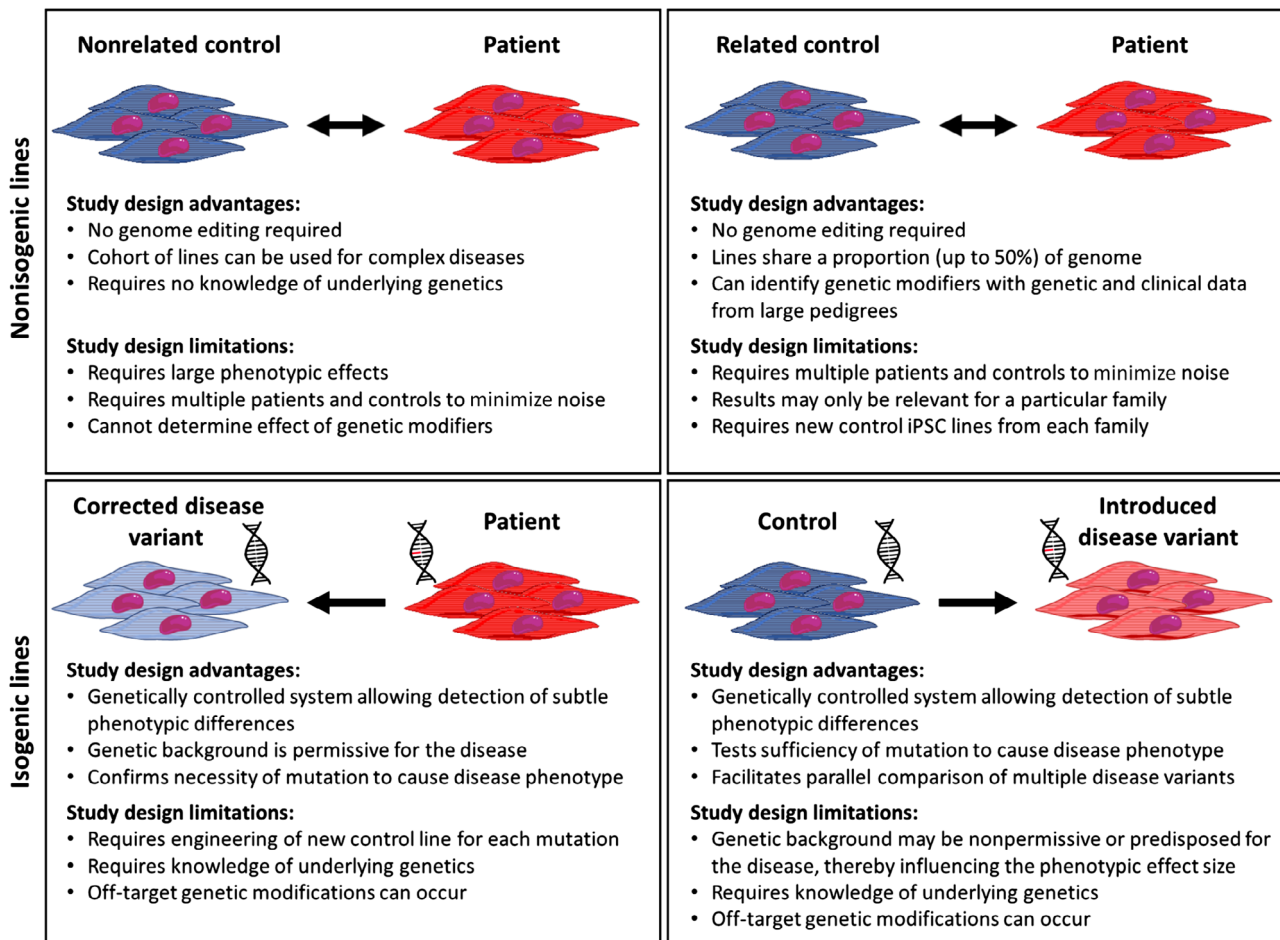 Nonisogenic lines
Nonrelated control
Patient
Study design advantages:
• No genome editing required
• Cohort of lines can be used for complex diseases
• Requires no knowledge of underlying genetics
Study design limitations:
• Requires large phenotypic effects
• Requires multiple patients and controls to minimize noise
• Cannot determine effect of genetic modifiers
Related control
Patient
Study design advantages:
• No genome editing required
• Lines share a proportion (up to 50%) of genome
• Can identify genetic modifiers with genetic and clinical data
from large pedigrees
Study design limitations:
• Requires multiple patients and controls to minimize noise
• Results may only be relevant for a particular family
• Requires new control iPSC lines from each family
Isogenic lines
Corrected disease
variant
Patient
Study design advantages:
• Genetically controlled system allowing detection of subtle
phenotypic differences
• Genetic background is permissive for the disease
• Confirms necessity of mutation to cause disease phenotype
Study design limitations:
• Requires engineering of new control line for each mutation
• Requires knowledge of underlying genetics
• Off-target genetic modifications can occur
Control
Introduced
disease variant
Study design advantages:
• Genetically controlled system allowing detection of subtle
phenotypic differences
• Tests sufficiency of mutation to cause disease phenotype
• Facilitates parallel comparison of multiple disease variants
Study design limitations:
• Genetic background may be nonpermissive or predisposed for
the disease, thereby influencing the phenotypic effect size
• Requires knowledge of underlying genetics
• Off-target genetic modifications can occur